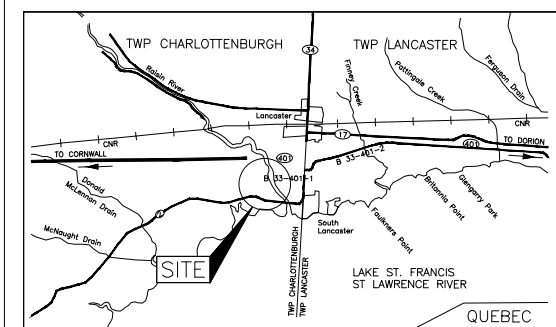 TWP CHARLOTTENBURGH
34
TWP LANCASTER
Raisin River
Finney Creek
Pattingale Creek
Ferguson Drain
Lancaster
CNR
CNR
17
401
TO DORION
TO CORNWALL
401
B 33-401-2
B 33-401-1
Donald
McLennan Drain
McNaught Drain
South
Lancaster
Faulkners Point
Britannia Point
Glengarry Park
SITE
TWP CHARLOTTENBURGH
TWP LANCASTER
LAKE ST. FRANCIS
ST LAWRENCE RIVER
QUEBEC